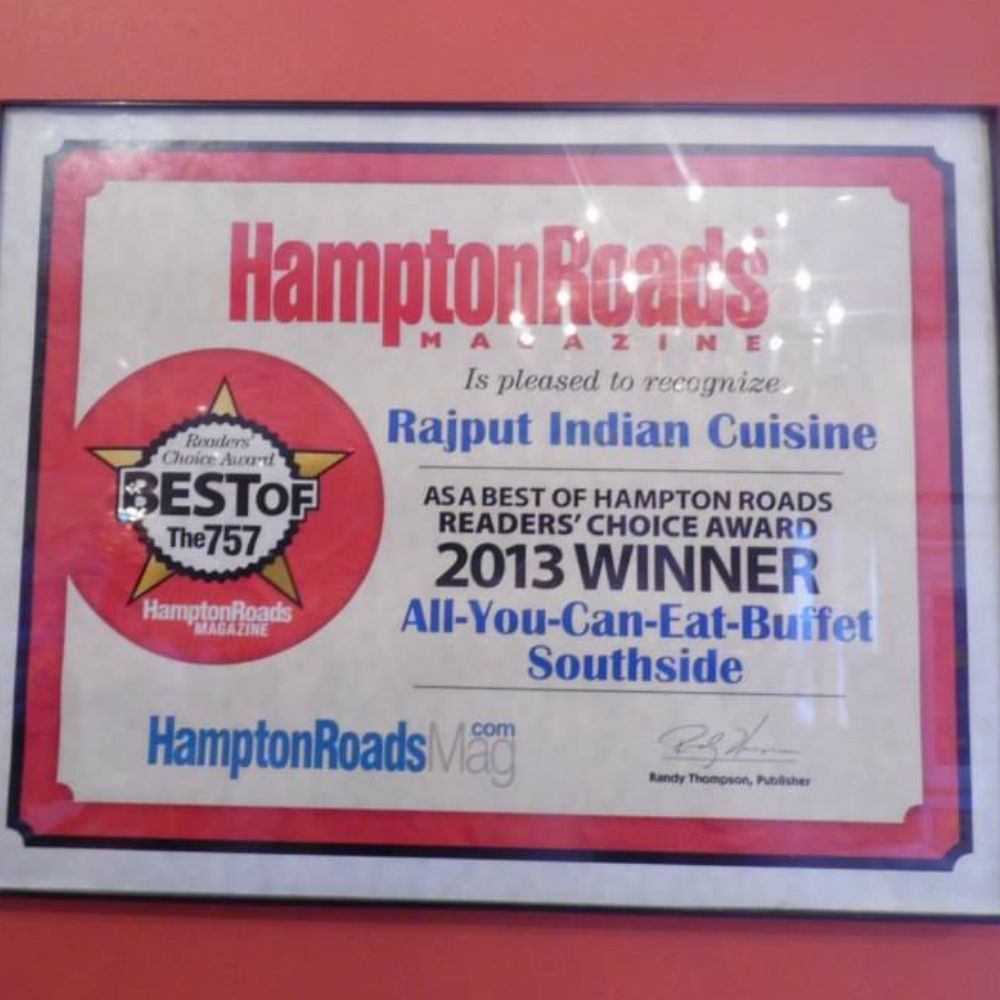 HamptonRoads
MAGAZINE
Is pleased to recognize
Rajput Indian Cuisine
Readers'
Choice Award
BEST OF
The 757
HamptonRoads
MAGAZINE
AS A BEST OF HAMPTON ROADS
READERS' CHOICE AWARD
2013 WINNER
All-You-Can-Eat-Buffet
Southside
HamptonRoadsMag.com
Randy Thompson, Publisher